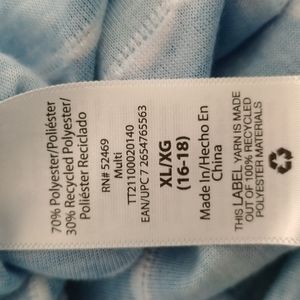 70% Polyester/Poliéster
30% Recycled Polyester/
Poliéster Reciclado
RN# 52469
Multi
TT21100020140
EAN/UPC 7 2654765563
XL/XG
(16-18)
Made In/Hecho En
China
THIS LABEL YARN IS MADE
OUT OF 100% RECYCLED
POLYESTER MATERIALS